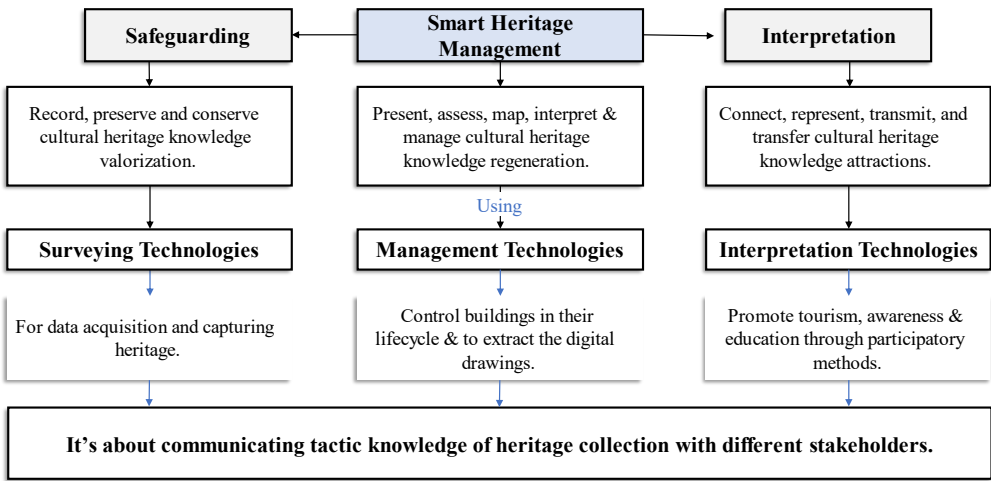 Safeguarding
Smart Heritage
Management
Interpretation
Record, preserve and conserve
cultural heritage knowledge
valorization.
Present, assess, map, interpret &
manage cultural heritage
knowledge regeneration.
Connect, represent, transmit, and
transfer cultural heritage
knowledge attractions.
Using
Surveying Technologies
Management Technologies
Interpretation Technologies
For data acquisition and capturing
heritage.
Control buildings in their
lifecycle & to extract the digital
drawings.
Promote tourism, awareness &
education through participatory
methods.
It's about communicating tactic knowledge of heritage collection with different stakeholders.